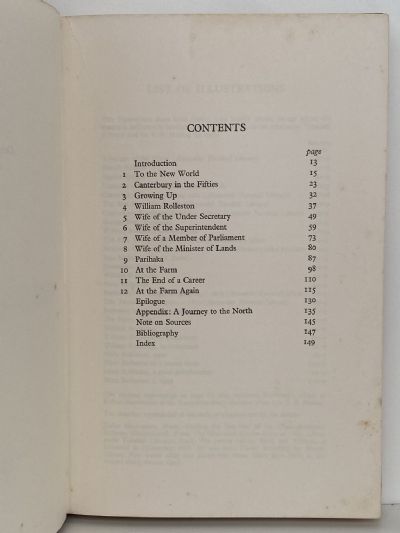 CONTENTS
page
Introduction 13
1 To the New World 15
2 Canterbury in the Fifties 23
3 Growing Up 32
4 William Rolleston 37
5 Wife of the Under Secretary 49
6 Wife of the Superintendent 59
7 Wife of a Member of Parliament 73
8 Wife of the Minister of Lands 80
9 Parihaka 87
10 At the Farm 98
11 The End of a Career 110
12 At the Farm Again 115
Epilogue 130
Appendix: A Journey to the North 135
Note on Sources 145
Bibliography 147
Index 149